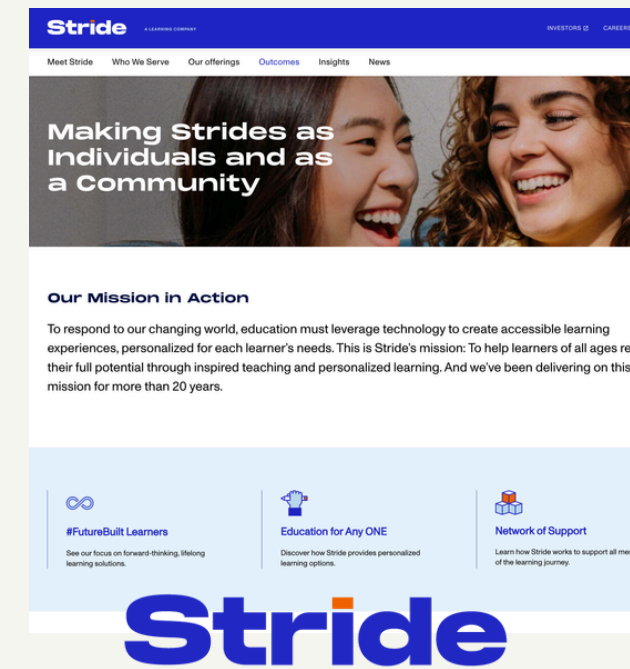 Stride A LEARNING COMPANY INVESTORS CAREERS
Meet Stride Who We Serve Our offerings Outcomes Insights News
Making Strides as
Individuals and as
a Community
Our Mission in Action
To respond to our changing world, education must leverage technology to create accessible learning
experiences, personalized for each learner's needs. This is Stride's mission: To help learners of all ages re
their full potential through inspired teaching and personalized learning. And we've been delivering on this
mission for more than 20 years.
#FutureBuilt Learners
See our focus on forward-thinking, lifelong
learning solutions.
Education for Any ONE
Discover how Stride provides personalized
learning options.
Network of Support
Learn how Stride works to support all me
of the learning journey.
Stride